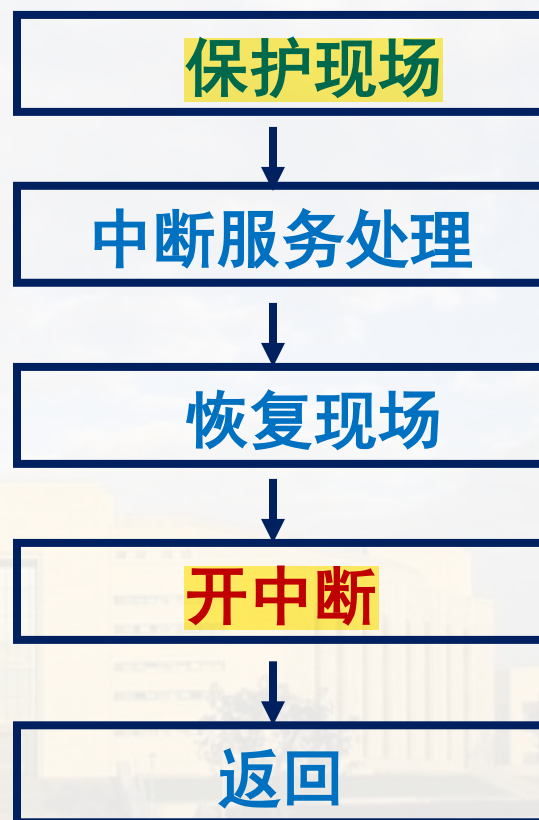 保护现场
中断服务处理
恢复现场
开中断
返回